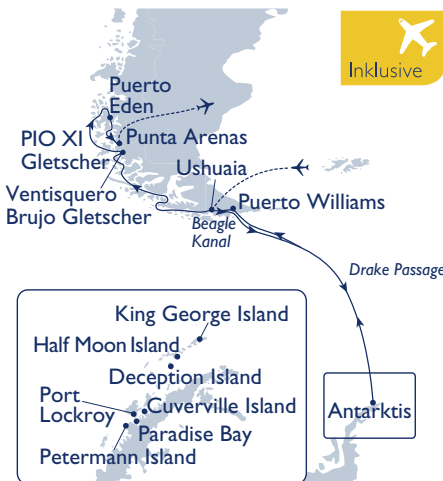 Inklusive
Puerto
Eden
PIO XI
Gletscher
Punta Arenas
Ushuaia
Ventisquero
Brujo Gletscher
Puerto Williams
Beagle
Kanal
Drake Passage
King George Island
Half Moon Island
Deception Island
Port
Lockroy
Cuverville Island
Paradise Bay
Petermann Island
Antarktis